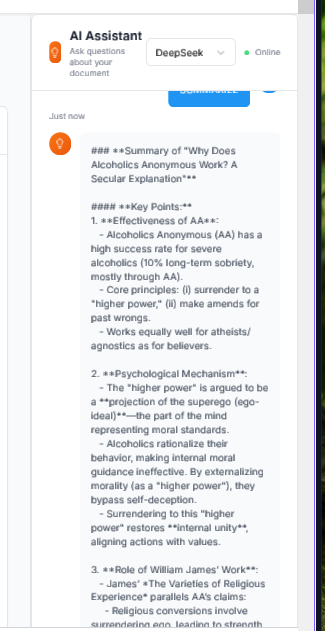 AI Assistant
Ask questions
about your
document
DeepSeek
Online
Just now
### **Summary of "Why Does
Alcoholics Anonymous Work? A
Secular Explanation"**
#### **Key Points:**
1. **Effectiveness of AA**:
- Alcoholics Anonymous (AA) has a
high success rate for severe
alcoholics (10% long-term sobriety,
mostly through AA).
- Core principles: (i) surrender to a
"higher power," (ii) make amends for
past wrongs.
- Works equally well for atheists/
agnostics as for believers.
2. **Psychological Mechanism**:
- The "higher power" is argued to be
a **projection of the superego (ego-
ideal)**—the part of the mind
representing moral standards.
- Alcoholics rationalize their
behavior, making internal moral
guidance ineffective. By externalizing
morality (as a "higher power"), they
bypass self-deception.
- Surrendering to this "higher
power" restores **internal unity**,
aligning actions with values.
3. **Role of William James' Work**:
- James' *The Varieties of Religious
Experience* parallels AA's claims:
- Religious conversions involve
surrendering ego, leading to strength